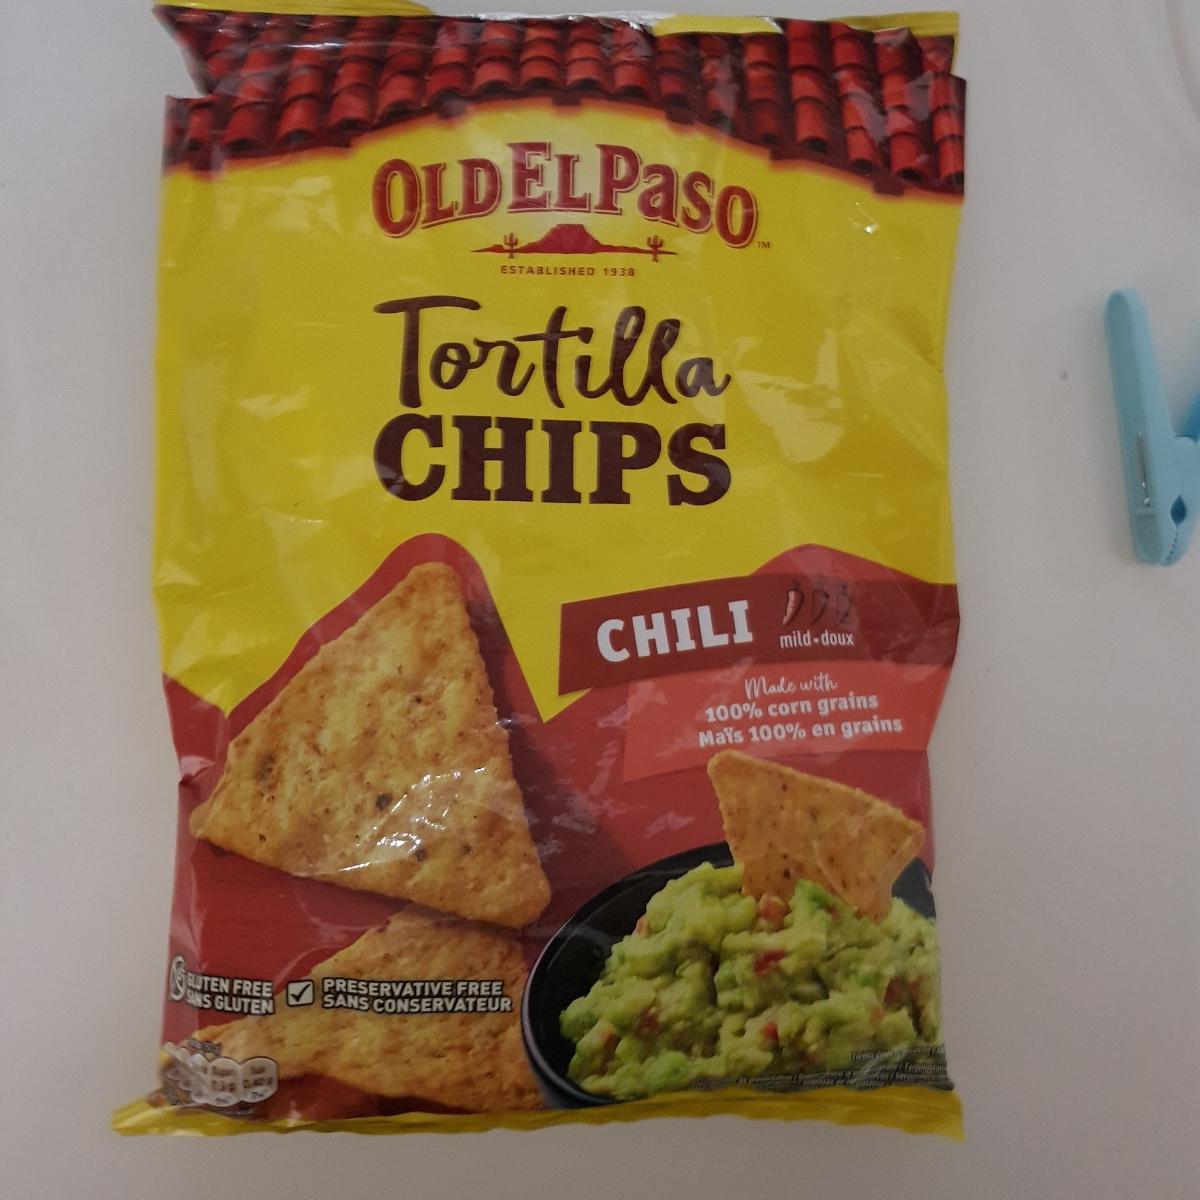 OLD EL PASO™
ESTABLISHED 1938
Tortilla
CHIPS
CHILI
mild-doux
Made with
100% corn grains
Maïs 100% en grains
GLUTEN FREE
SANS GLUTEN
PRESERVATIVE FREE
SANS CONSERVATEUR